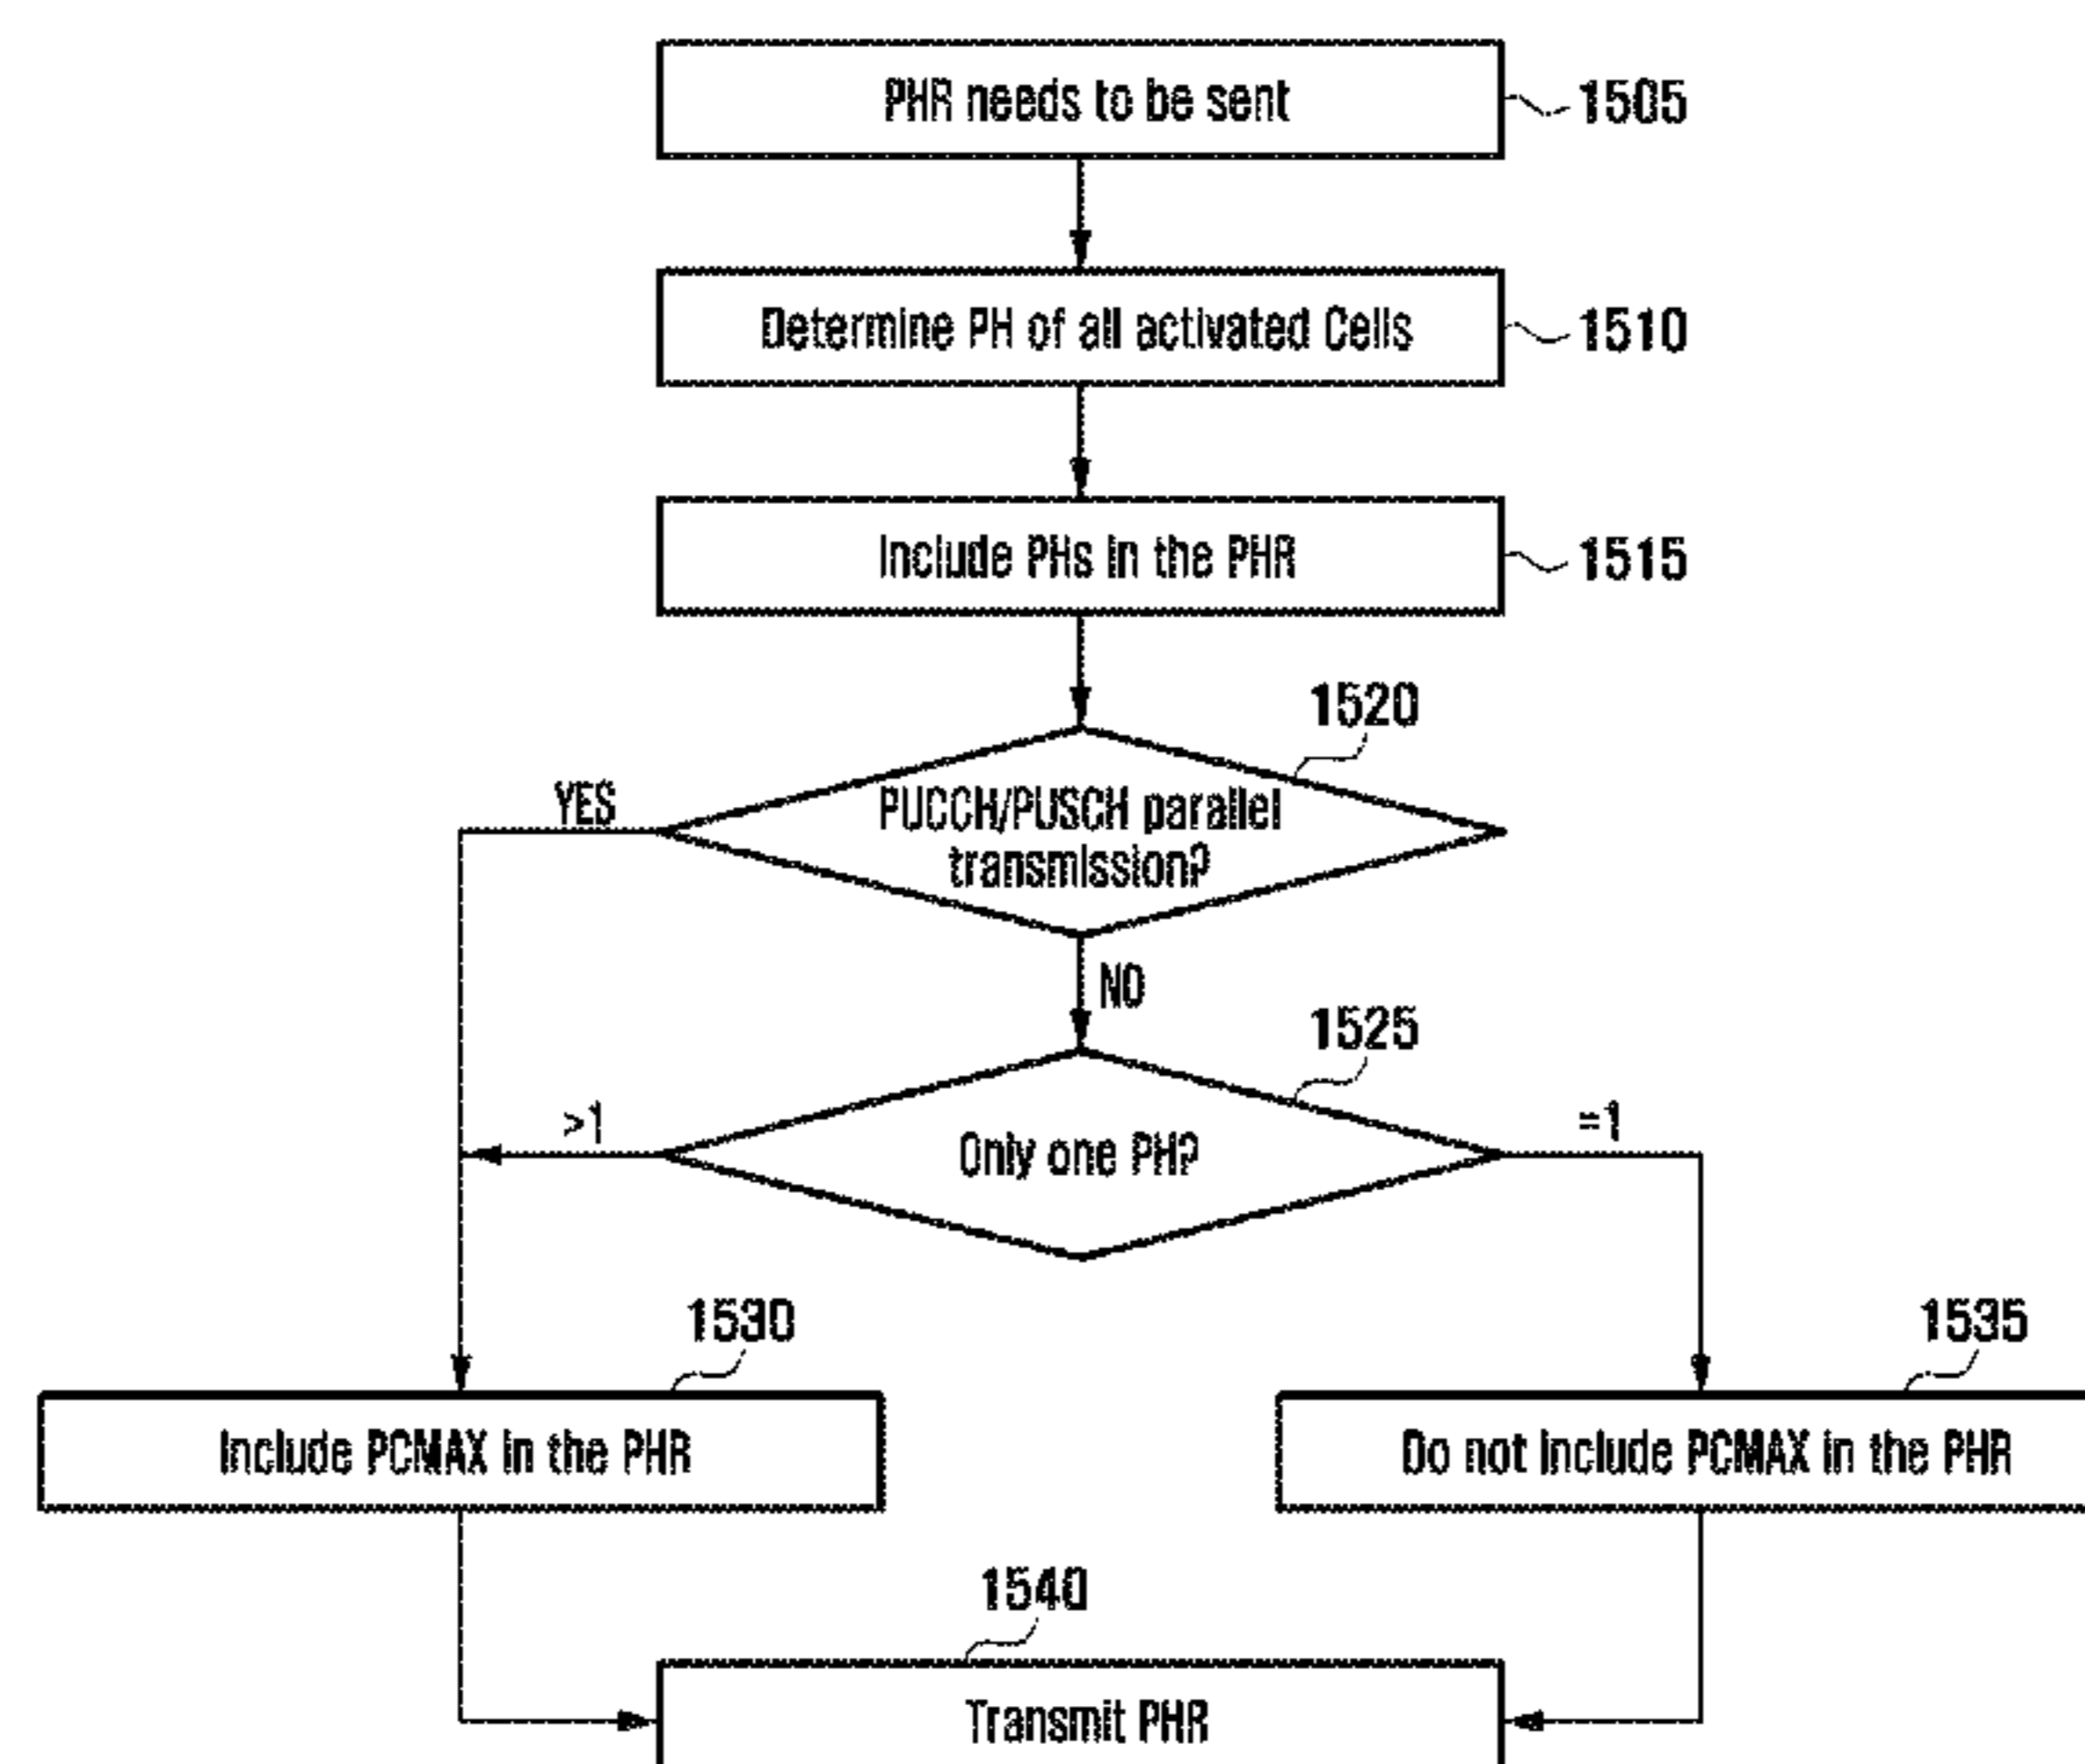 PHR needs to be sent
1505
Determine PH of all activated Cells
1510
Include PHs in the PHR
1515
1520
YES
PUCCH/PUSCH parallel
transmission?
NO
1525
>1
Only one PH?
=1
1530
1535
Include PCMAX in the PHR
Do not include PCMAX in the PHR
1540
Transmit PHR